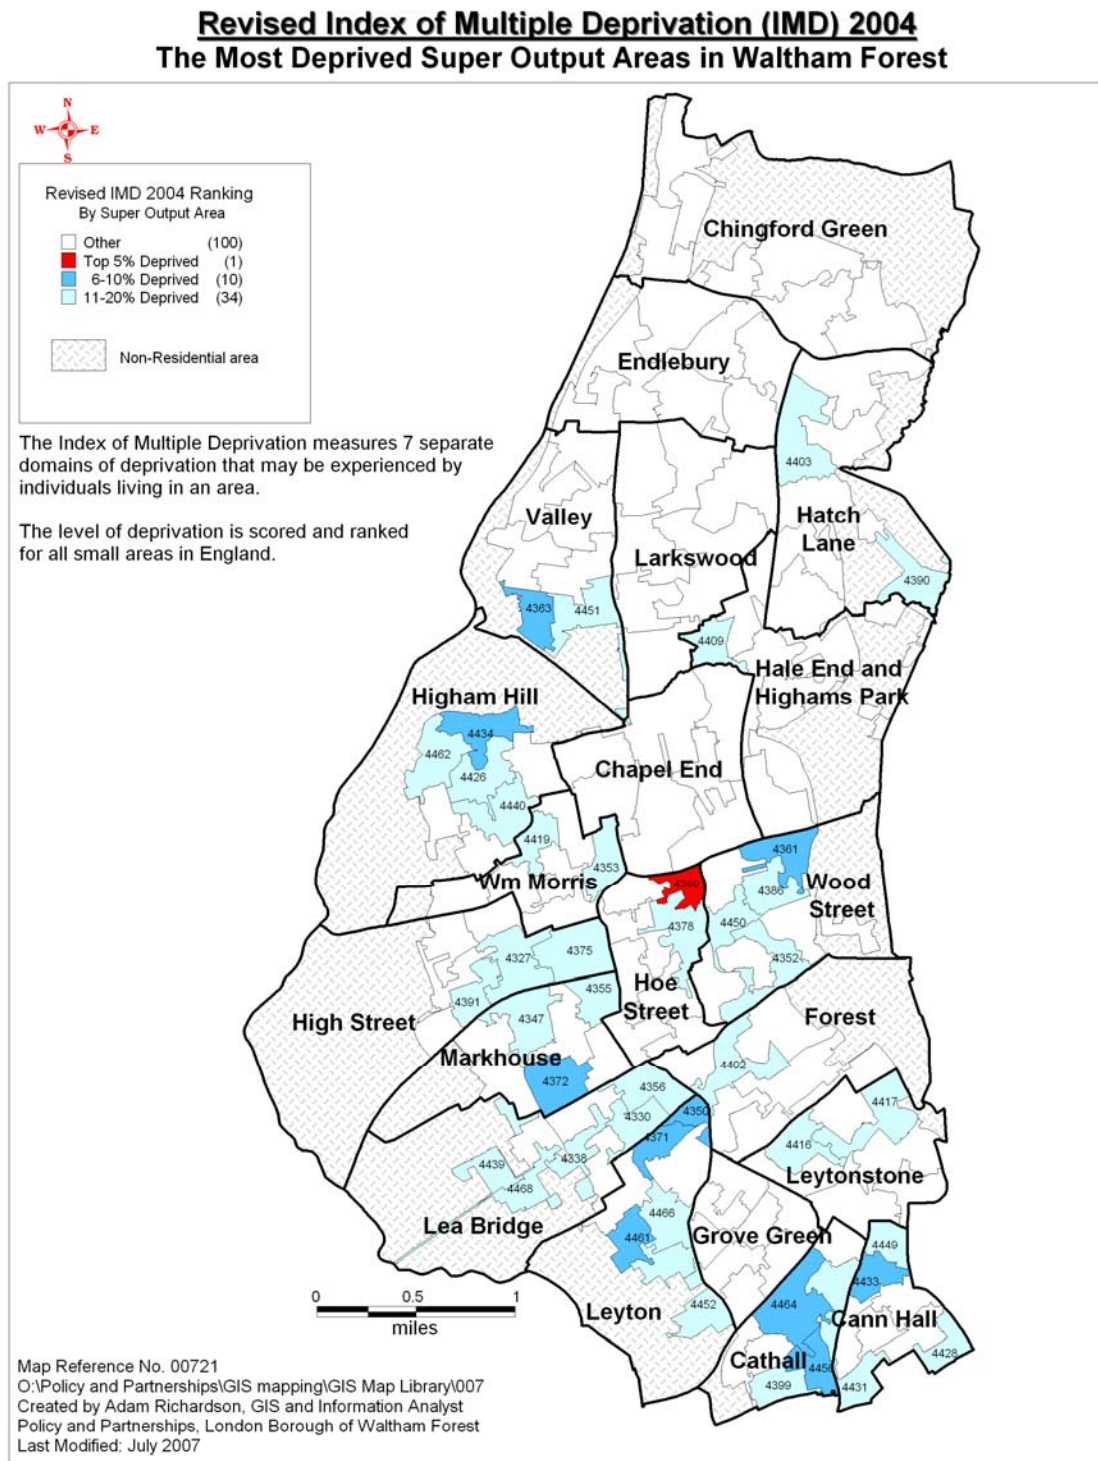 Revised Index of Multiple Deprivation (IMD) 2004
The Most Deprived Super Output Areas in Waltham Forest
N
W E
S
Revised IMD 2004 Ranking
By Super Output Area
Other (100)
Top 5% Deprived (1)
6-10% Deprived (10)
11-20% Deprived (34)
Non-Residential area
The Index of Multiple Deprivation measures 7 separate
domains of deprivation that may be experienced by
individuals living in an area.
The level of deprivation is scored and ranked
for all small areas in England.
Chingford Green
Endlebury
4403
Valley
Hatch
Lane
Larkswood
4390
4363
4451
4409
Hale End and
Highams Park
Higham Hill
4434
4462
4426
4440
Chapel End
4419
4353
4361
Wm Morris
4386
Wood
Street
4378
4450
4327
4375
4352
4391
4355
Hoe
Street
High Street
4347
Forest
Markhouse
4372
4402
4356
4330
4350
4371
4417
4416
4338
4439
4468
Leytonstone
Lea Bridge
4466
4461
Grove Green
4449
4433
4464
4452
Leyton
Cann Hall
4428
Cathall
4399
4431
0 0.5 1
miles
Map Reference No. 00721
O:\Policy and Partnerships\GIS mapping\GIS Map Library\007
Created by Adam Richardson, GIS and Information Analyst
Policy and Partnerships, London Borough of Waltham Forest
Last Modified: July 2007